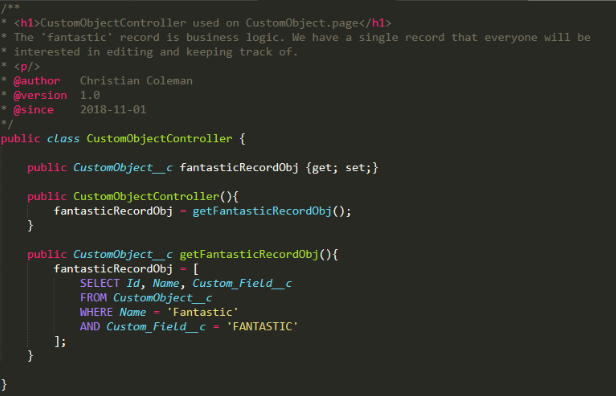 /**
* <h1>CustomObjectController used on CustomObject.page</h1>
* The 'fantastic' record is business logic. We have a single record that everyone will be
* interested in editing and keeping track of.
* <p/>
* @author   Christian Coleman
* @version  1.0
* @since    2018-11-01
*/
public class CustomObjectController {
    public CustomObject__c fantasticRecordObj {get; set;}
    public CustomObjectController(){
        fantasticRecordObj = getFantasticRecordObj();
    }
    public CustomObject__c getFantasticRecordObj(){
        fantasticRecordObj = [
            SELECT Id, Name, Custom_Field__c
            FROM CustomObject__c
            WHERE Name = 'Fantastic'
            AND Custom_Field__c = 'FANTASTIC'
        ];
    }
}